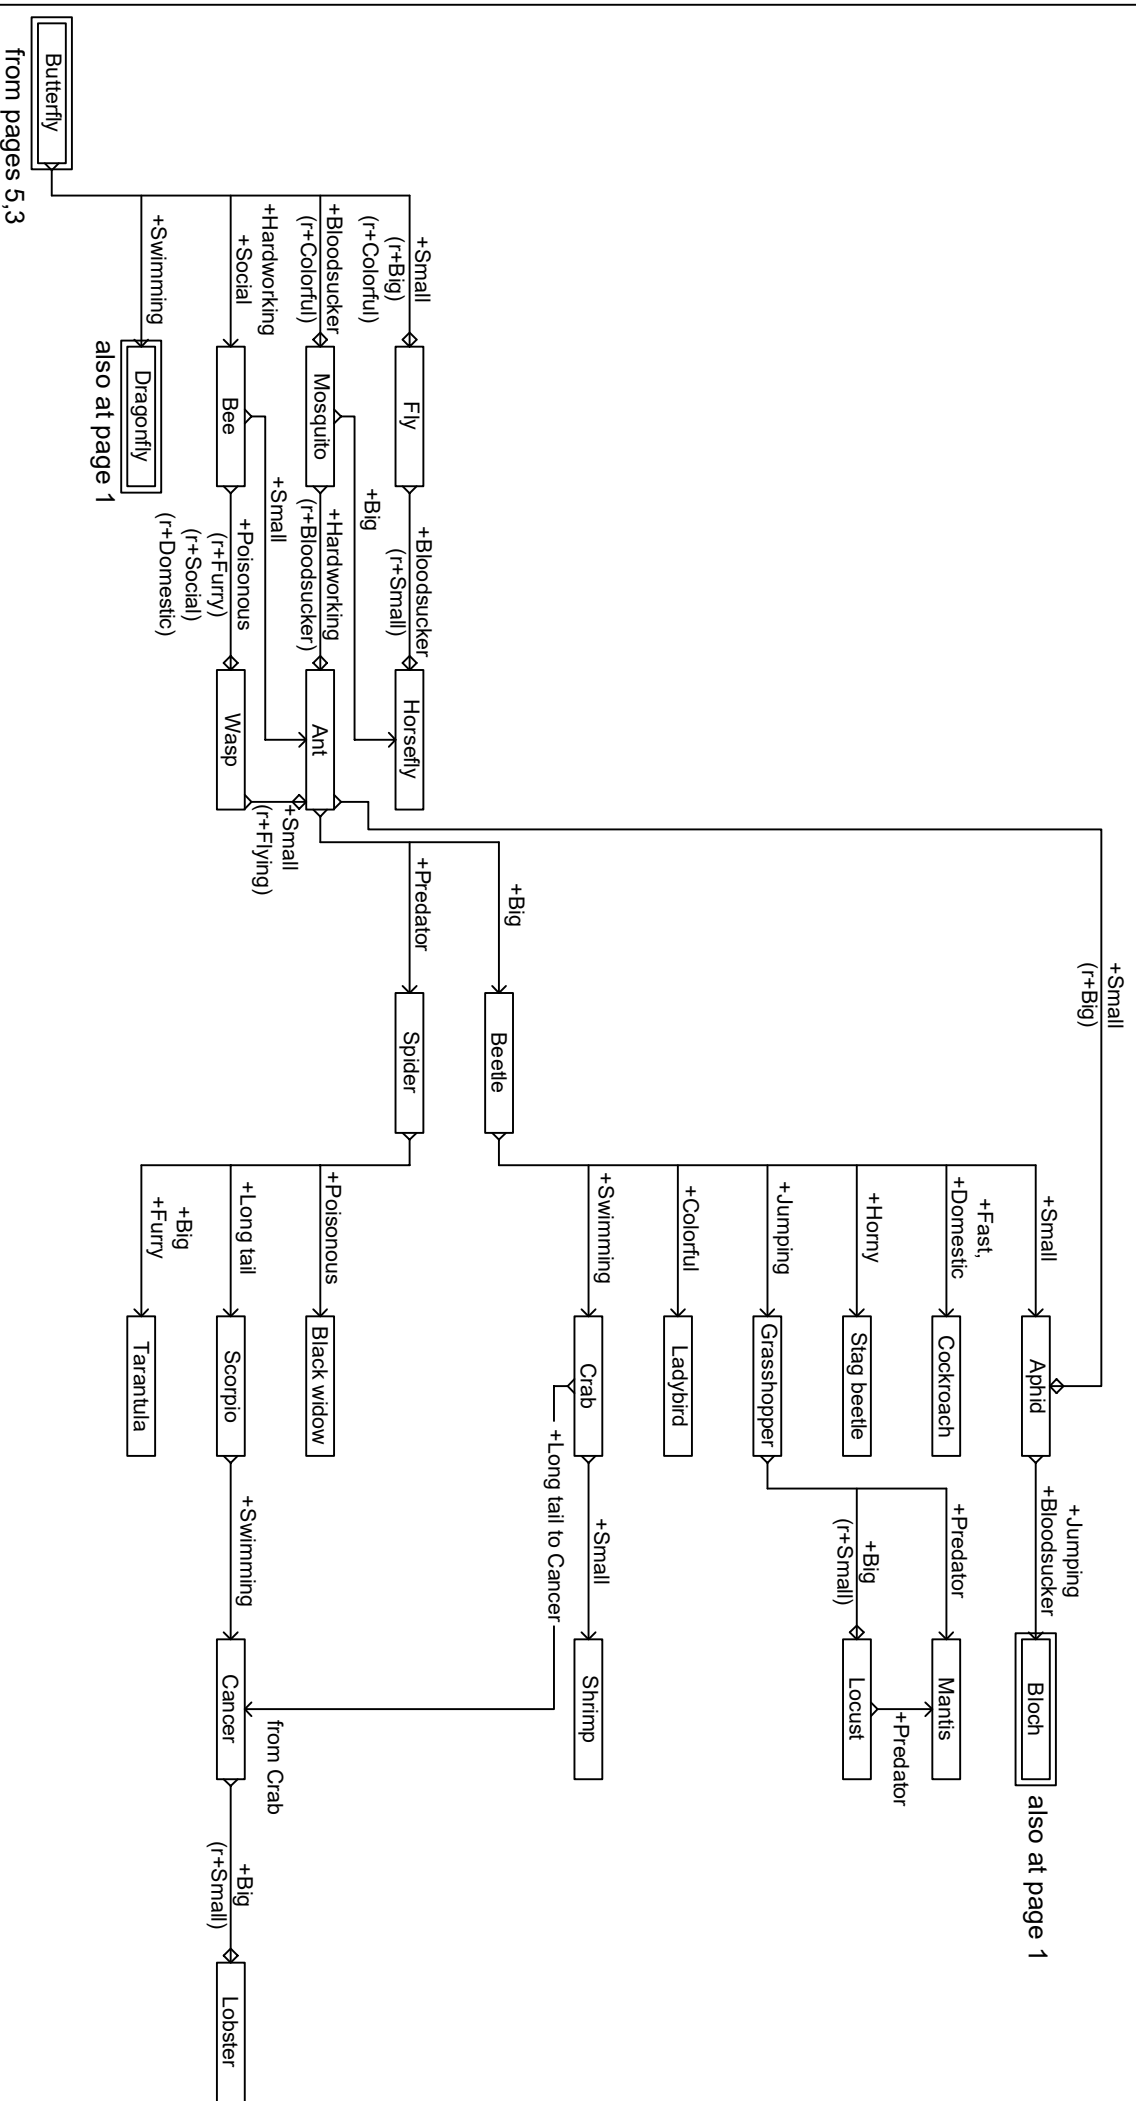 Butterfly
from pages 5,3
+Small
(r+Big)
(r+Colorful)
+Bloodsucker
(r+Colorful)
+Hardworking
+Social
+Swimming
Fly
Mosquito
Bee
Dragonfly
also at page 1
+Bloodsucker
(r+Small)
+Big
+Hardworking
(r+Bloodsucker)
+Small
+Poisonous
(r+Furry)
(r+Social)
(r+Domestic)
Horsefly
Ant
Wasp
+Small
(r+Flying)
+Small
(r+Big)
+Big
+Predator
Beetle
Spider
+Small
+Fast,
+Domestic
+Horny
+Jumping
+Colorful
+Swimming
+Poisonous
+Long tail
+Big
+Furry
Aphid
Cockroach
Stag beetle
Grasshopper
Ladybird
Crab
Black widow
Scorpio
Tarantula
+Jumping
+Bloodsucker
+Predator
+Big
(r+Small)
+Small
+Long tail to Cancer
+Swimming
Bloch
also at page 1
Mantis
+Predator
Locust
Shrimp
from Crab
Cancer
+Big
(r+Small)
Lobster